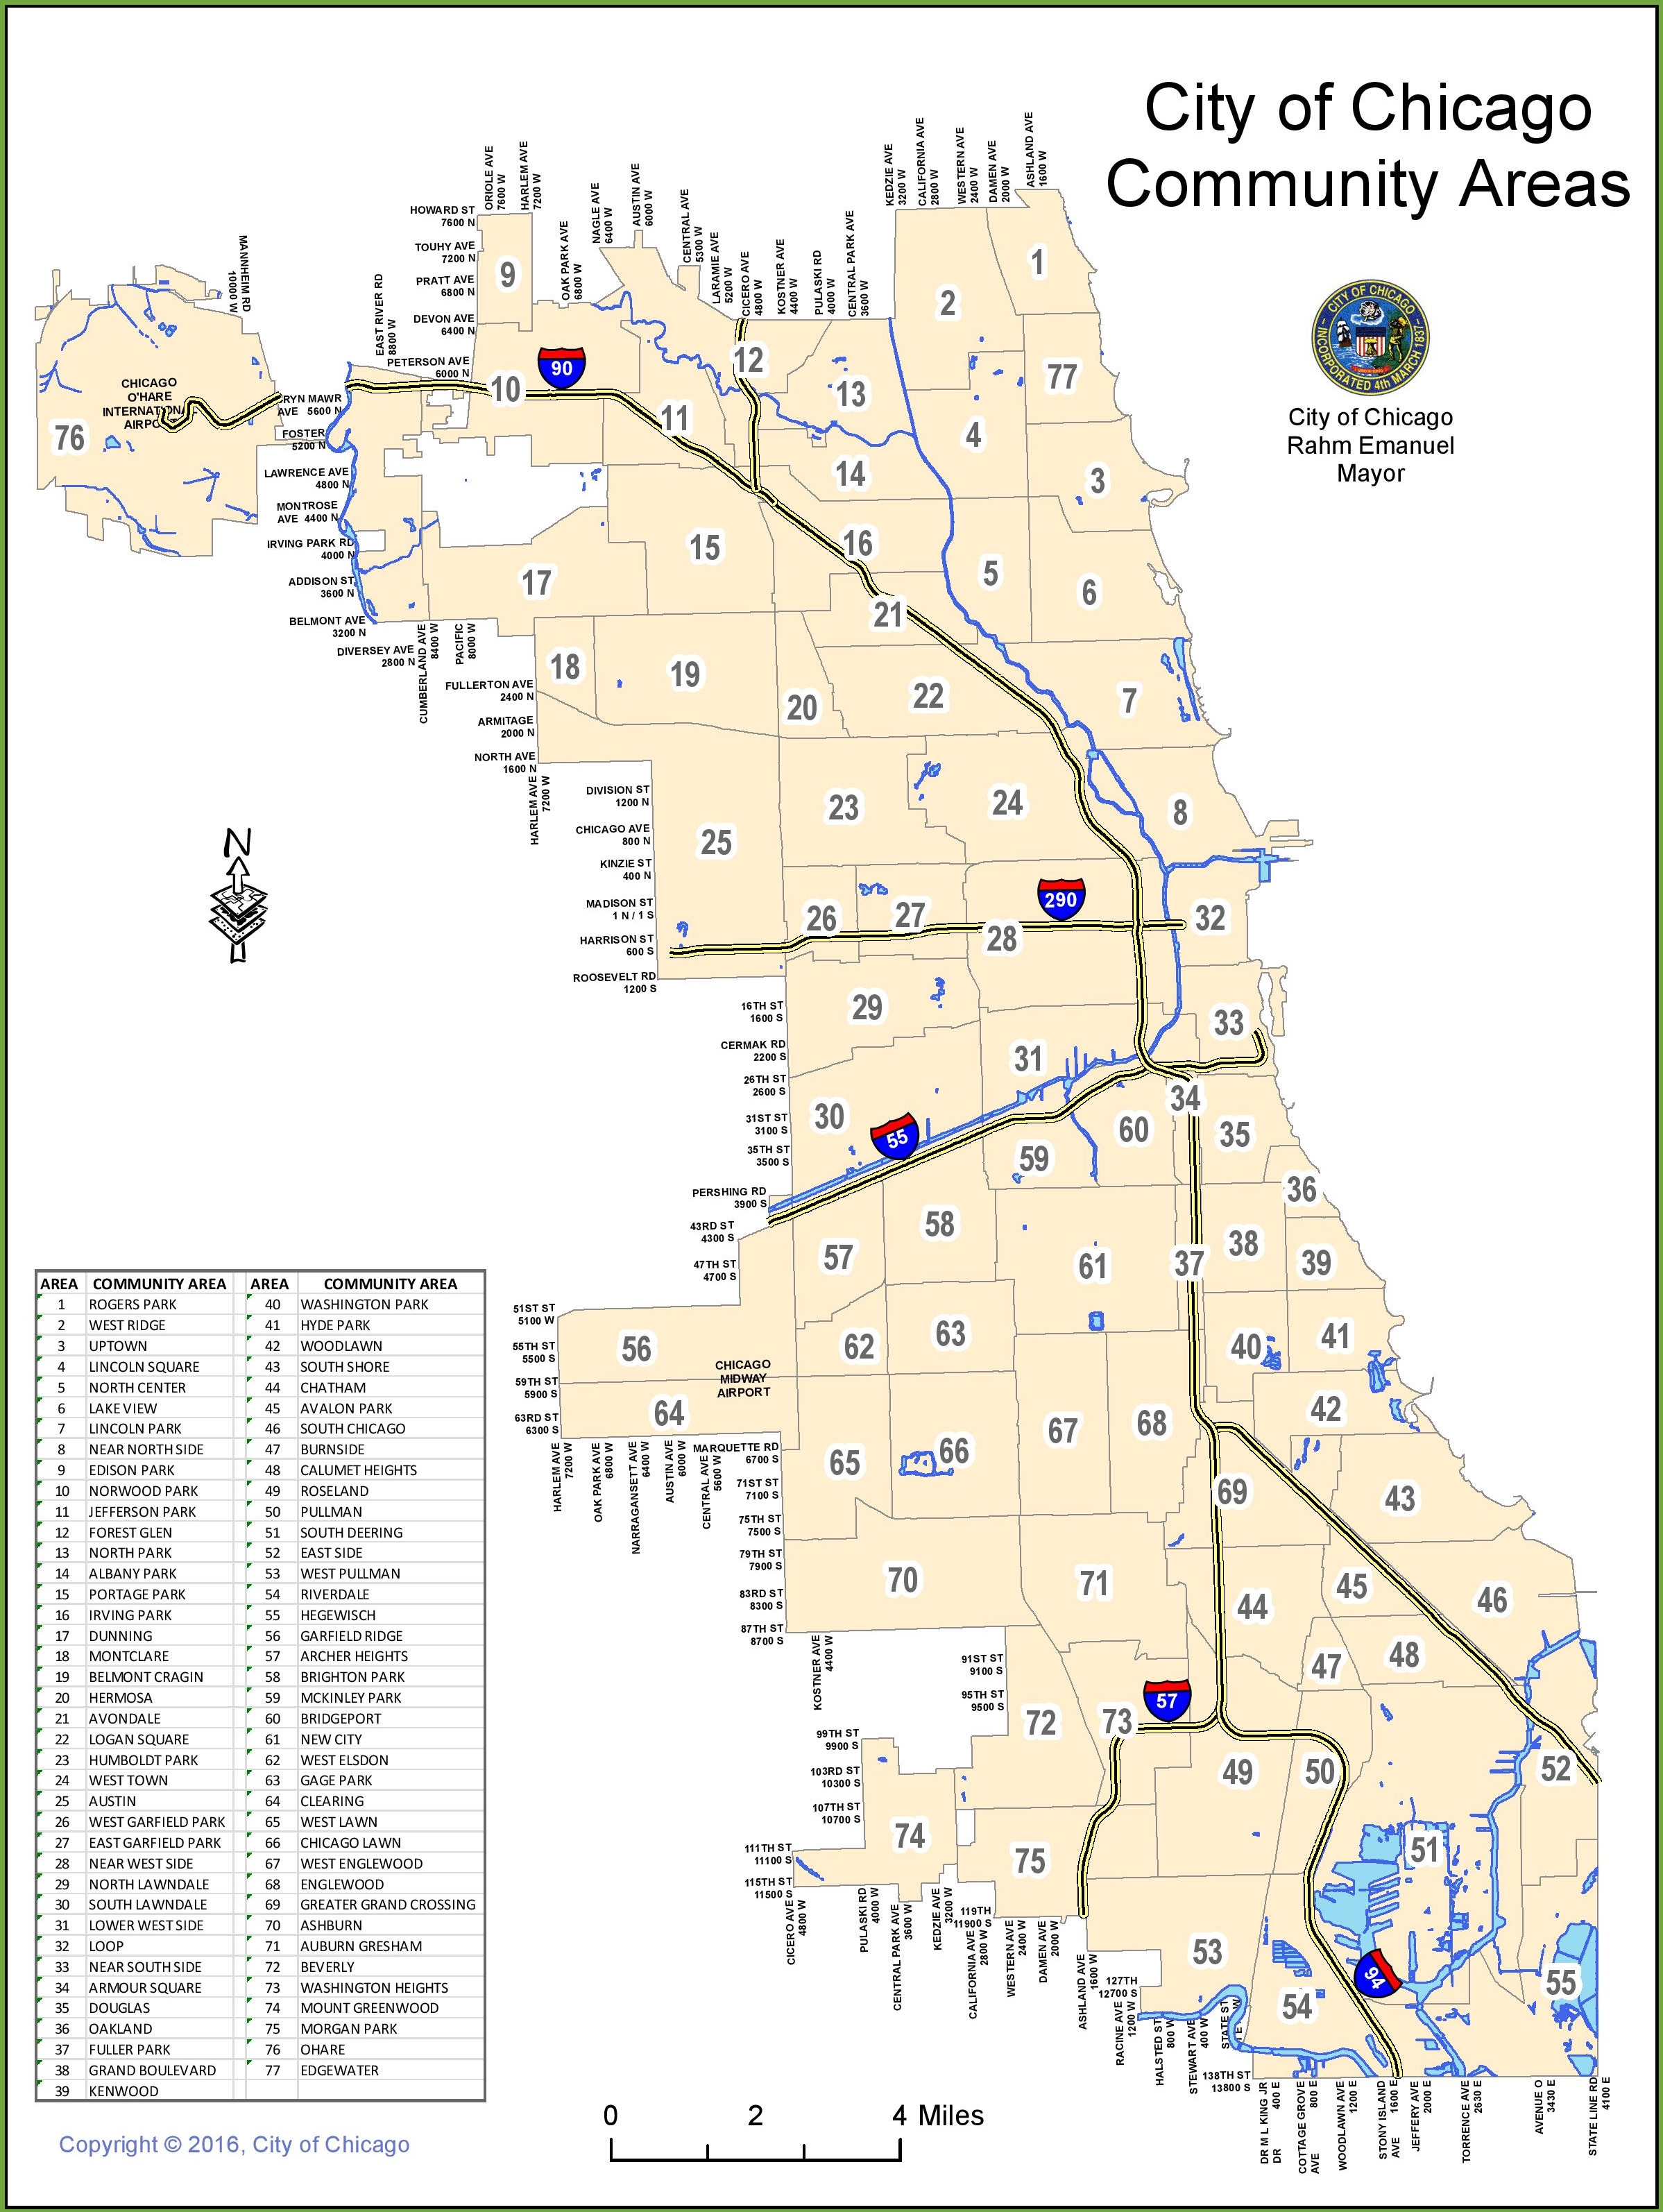 City of Chicago
Community Areas
CITY OF CHICAGO
INCORPORATED 4th MARCH 1837
City of Chicago
Rahm Emanuel
Mayor
ORIOLE AVE
7600 W
HARLEM AVE
7200 W
OAK PARK AVE
6800 W
NAGLE AVE
6400 W
AUSTIN AVE
6000 W
CENTRAL AVE
5300 W
LARAMIE AVE
5200 W
CICERO AVE
4800 W
KOSTNER AVE
4400 W
PULASKI RD
4000 W
CENTRAL PARK AVE
3600 W
KEDZIE AVE
3200 W
CALIFORNIA AVE
2800 W
WESTERN AVE
2400 W
DAMEN AVE
2000 W
ASHLAND AVE
1600 W
MANNHEIM RD
10000 W
EAST RIVER RD
8800 W
HOWARD ST
7600 N
TOUHY AVE
7200 N
PRATT AVE
6800 N
DEVON AVE
6400 N
PETERSON AVE
6000 N
RYN MAWR
AVE 5600 N
FOSTER
5200 N
LAWRENCE AVE
4800 N
MONTROSE
AVE 4400 N
IRVING PARK RD
4000 N
ADDISON ST
3600 N
BELMONT AVE
3200 N
DIVERSEY AVE
2800 N
CUMBERLAND AVE
8400 W
PACIFIC
8000 W
FULLERTON AVE
2400 N
ARMITAGE
2000 N
NORTH AVE
1600 N
HARLEM AVE
7200 W
DIVISION ST
1200 N
CHICAGO AVE
800 N
KINZIE ST
400 N
MADISON ST
1 N / 1 S
HARRISON ST
600 S
ROOSEVELT RD
1200 S
16TH ST
1600 S
CERMAK RD
2200 S
26TH ST
2600 S
31ST ST
3100 S
35TH ST
3500 S
PERSHING RD
3900 S
43RD ST
4300 S
47TH ST
4700 S
51ST ST
5100 W
55TH ST
5500 S
59TH ST
5900 S
63RD ST
6300 S
CHICAGO
O'HARE
INTERNATIONA
AIRPO
CHICAGO
MIDWAY
AIRPORT
HARLEM AVE
7200 W
OAK PARK AVE
6800 W
NARRAGANSETT AVE
6400 W
AUSTIN AVE
6000 W
CENTRAL AVE
5600 W
MARQUETTE RD
6700 S
71ST ST
7100 S
75TH ST
7500 S
79TH ST
7900 S
83RD ST
8300 S
87TH ST
8700 S
KOSTNER AVE
4400 W
91ST ST
9100 S
95TH ST
9500 S
99TH ST
9900 S
103RD ST
10300 S
107TH ST
10700 S
111TH ST
11100 S
115TH ST
11500 S
CICERO AVE
4800 W
PULASKI RD
4000 W
CENTRAL PARK AVE
3600 W
KEDZIE AVE
3200 W
119TH
11900 S
CALIFORNIA AVE
2800 W
WESTERN AVE
2400 W
DAMEN AVE
2000 W
ASHLAND AVE
1600 W
127TH
12700 S
RACINE AVE
1200 W
HALSTED ST
800 W
STEWART AVE
400 W
STATE ST
138TH ST
13800 S
DR M L KING JR
DR 400 E
COTTAGE GROVE
AVE 800 E
WOODLAWN AVE
1200 E
STONY ISLAND
AVE 1600 E
JEFFERY AVE
2000 E
TORRENCE AVE
2630 E
AVENUE O
3430 E
STATE LINE RD
4100 E
90
290
55
57
94
1
2
9
77
12
13
10
11
4
76
14
3
15
16
5
17
6
21
18
19
20
22
7
23
24
8
25
26
27
28
32
29
33
31
30
34
60
35
59
36
58
38
57
61
37
39
56
62
63
40
41
64
42
67
68
65
66
69
43
70
71
45
44
46
47
48
72
73
49
50
52
74
75
51
53
54
55
AREA COMMUNITY AREA AREA COMMUNITY AREA
1 ROGERS PARK 40 WASHINGTON PARK
2 WEST RIDGE 41 HYDE PARK
3 UPTOWN 42 WOODLAWN
4 LINCOLN SQUARE 43 SOUTH SHORE
5 NORTH CENTER 44 CHATHAM
6 LAKE VIEW 45 AVALON PARK
7 LINCOLN PARK 46 SOUTH CHICAGO
8 NEAR NORTH SIDE 47 BURNSIDE
9 EDISON PARK 48 CALUMET HEIGHTS
10 NORWOOD PARK 49 ROSELAND
11 JEFFERSON PARK 50 PULLMAN
12 FOREST GLEN 51 SOUTH DEERING
13 NORTH PARK 52 EAST SIDE
14 ALBANY PARK 53 WEST PULLMAN
15 PORTAGE PARK 54 RIVERDALE
16 IRVING PARK 55 HEGEWISCH
17 DUNNING 56 GARFIELD RIDGE
18 MONTCLARE 57 ARCHER HEIGHTS
19 BELMONT CRAGIN 58 BRIGHTON PARK
20 HERMOSA 59 MCKINLEY PARK
21 AVONDALE 60 BRIDGEPORT
22 LOGAN SQUARE 61 NEW CITY
23 HUMBOLDT PARK 62 WEST ELSDON
24 WEST TOWN 63 GAGE PARK
25 AUSTIN 64 CLEARING
26 WEST GARFIELD PARK 65 WEST LAWN
27 EAST GARFIELD PARK 66 CHICAGO LAWN
28 NEAR WEST SIDE 67 WEST ENGLEWOOD
29 NORTH LAWNDALE 68 ENGLEWOOD
30 SOUTH LAWNDALE 69 GREATER GRAND CROSSING
31 LOWER WEST SIDE 70 ASHBURN
32 LOOP 71 AUBURN GRESHAM
33 NEAR SOUTH SIDE 72 BEVERLY
34 ARMOUR SQUARE 73 WASHINGTON HEIGHTS
35 DOUGLAS 74 MOUNT GREENWOOD
36 OAKLAND 75 MORGAN PARK
37 FULLER PARK 76 OHARE
38 GRAND BOULEVARD 77 EDGEWATER
39 KENWOOD
N
0 2 4 Miles
Copyright © 2016, City of Chicago